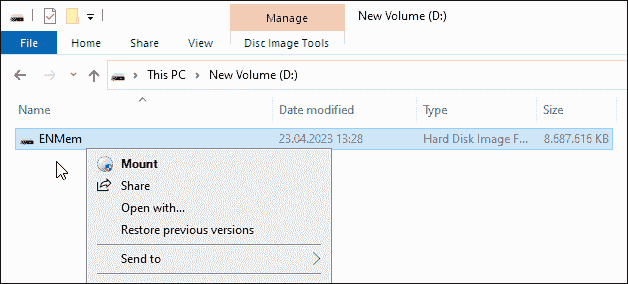 Manage
New Volume (D:)
File
Home
Share
View
Disc Image Tools
This PC
New Volume (D:)
Name
Date modified
Type
Size
ENMem
23.04.2023 13:28
Hard Disk Image F...
8.687.616 KB
Mount
Share
Open with...
Restore previous versions
Send to